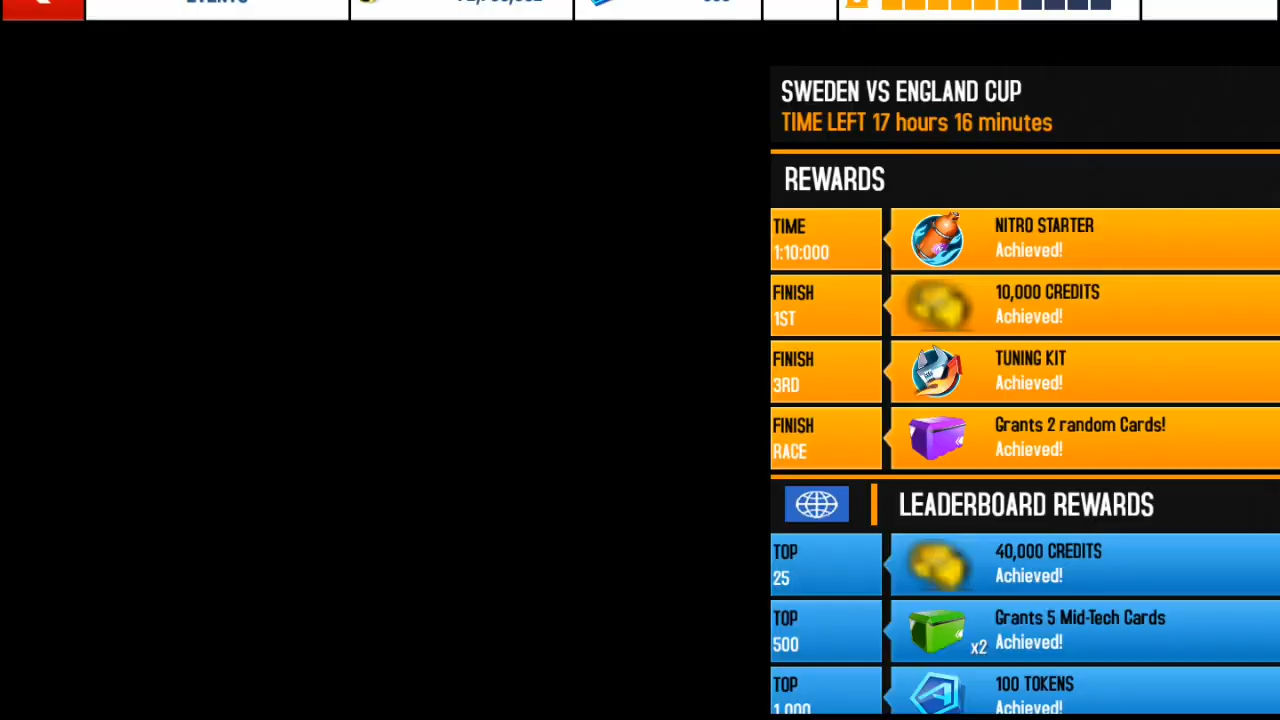 EVENTS
SWEDEN VS ENGLAND CUP
TIME LEFT 17 hours 16 minutes
REWARDS
TIME
1:10:000
NITRO STARTER
Achieved!
FINISH
1ST
10,000 CREDITS
Achieved!
FINISH
3RD
TUNING KIT
Achieved!
FINISH
RACE
Grants 2 random Cards!
Achieved!
LEADERBOARD REWARDS
TOP
25
40,000 CREDITS
Achieved!
TOP
500
Grants 5 Mid-Tech Cards
x2 Achieved!
TOP
1,000
100 TOKENS
Achieved!